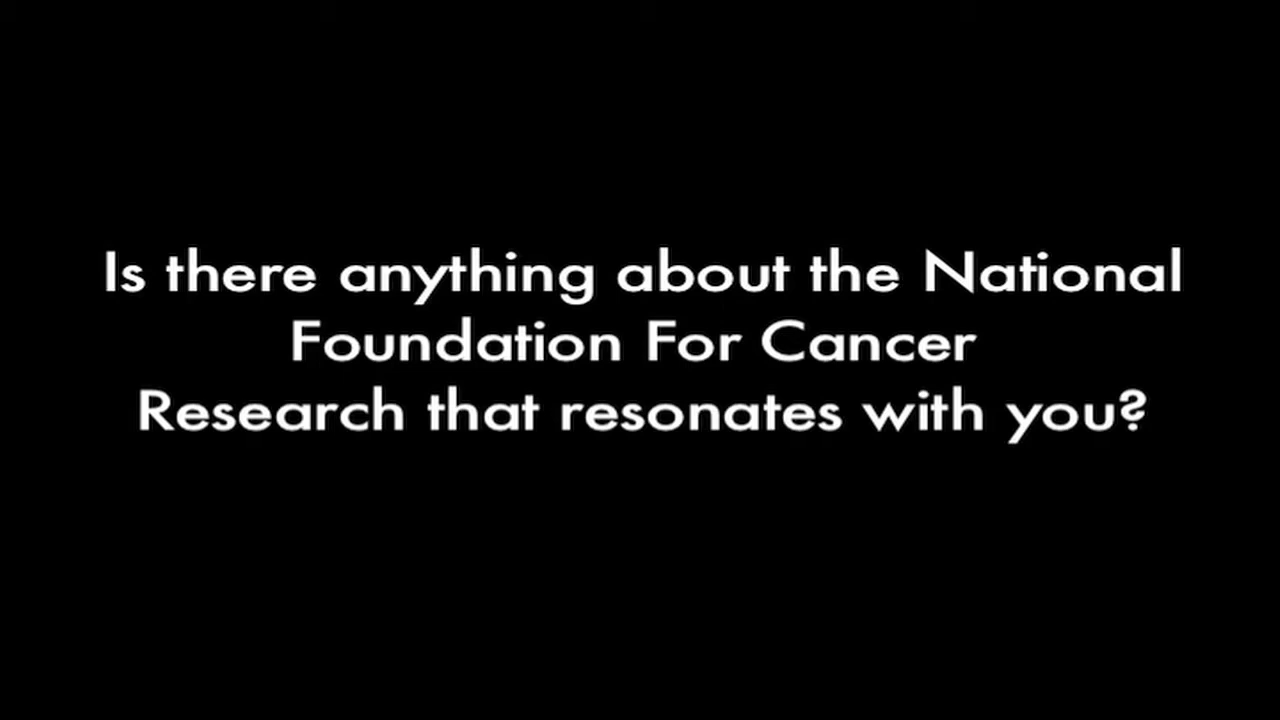 Is there anything about the National
Foundation For Cancer
Research that resonates with you?